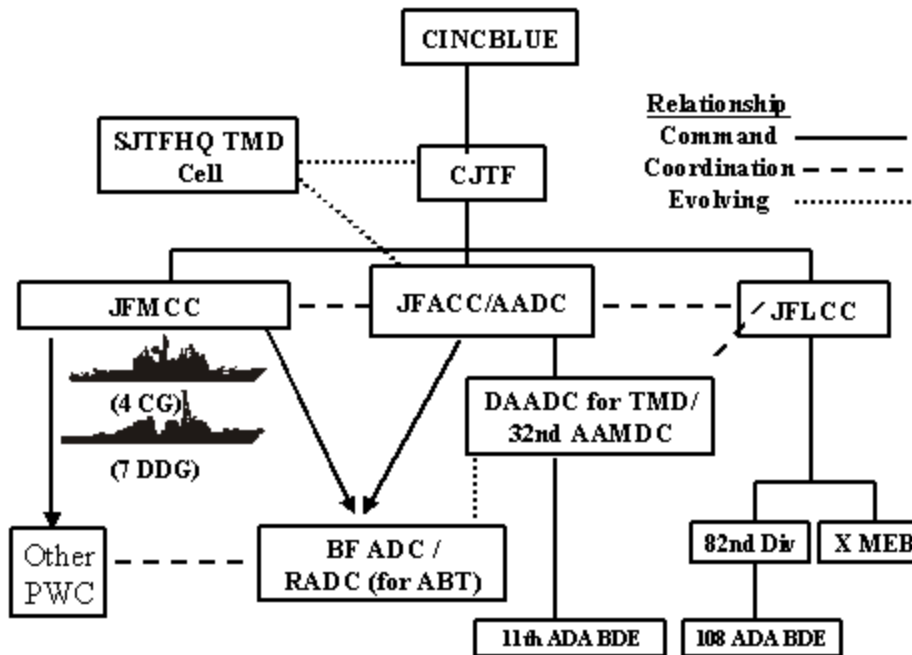 CINCBLUE
Relationship
Command
Coordination
Evolving
SJTFHQ TMD
Cell
CJTF
JFMCC
JFACC/AADC
JFLCC
(4 CG)
(7 DDG)
DAADC for TMD/
32nd AAMDC
Other
PWC
BF ADC /
RADC (for ABT)
82nd Div
X MEB
11th ADA BDE
108 ADA BDE